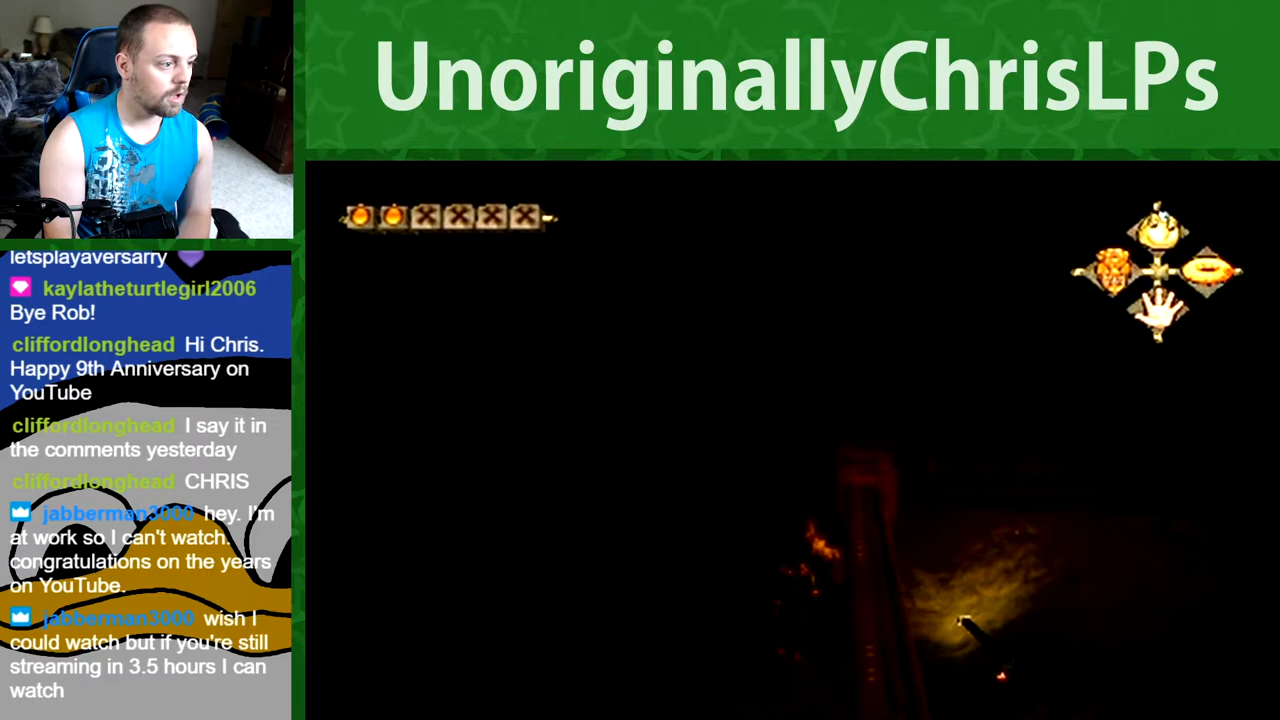 UnoriginallyChrisLPs
letsplayaversarry
kaylatheturtlegirl2006
Bye Rob!
cliffordlonghead Hi Chris.
Happy 9th Anniversary on
YouTube
cliffordlonghead I say it in
the comments yesterday
cliffordlonghead CHRIS
jabberman3000 hey. I'm
at work so I can't watch.
congratulations on the years
on YouTube.
jabberman3000 wish I
could watch but if you're still
streaming in 3.5 hours I can
watch